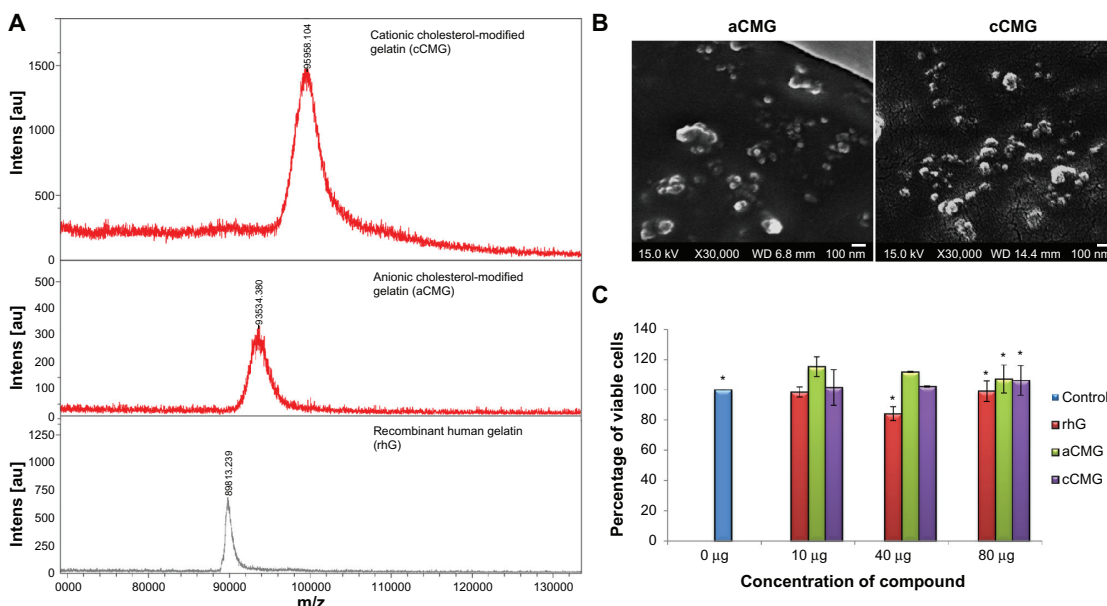 A
Intens [au]
1500
1000
500
0
95958.104
Cationic cholesterol-modified
gelatin (cCMG)
Intens [au]
500
400
300
200
100
0
93534.380
Anionic cholesterol-modified
gelatin (aCMG)
Intens [au]
1250
1000
750
500
250
0
89813.239
Recombinant human gelatin
(rhG)
0000 80000 90000 100000 110000 120000 130000
m/z
B
aCMG cCMG
15.0 kV X30,000 WD 6.8 mm 100 nm
15.0 kV X30,000 WD 14.4 mm 100 nm
C
Percentage of viable cells
140
120
100
80
60
40
20
0
* * * * *
0 μg 10 μg 40 μg 80 μg
Concentration of compound
Control
rhG
aCMG
cCMG